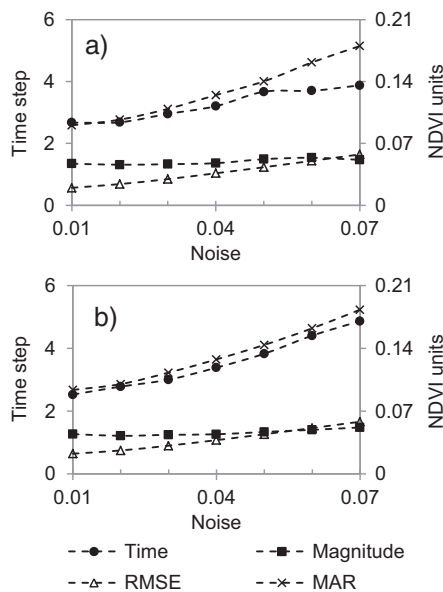 a)
6
4
2
0
Time step
0.21
0.14
0.07
0
NDVI units
0.01
0.04
0.07
Noise
b)
6
4
2
0
Time step
0.21
0.14
0.07
0
NDVI units
0.01
0.04
0.07
Noise
Time
Magnitude
RMSE
MAR